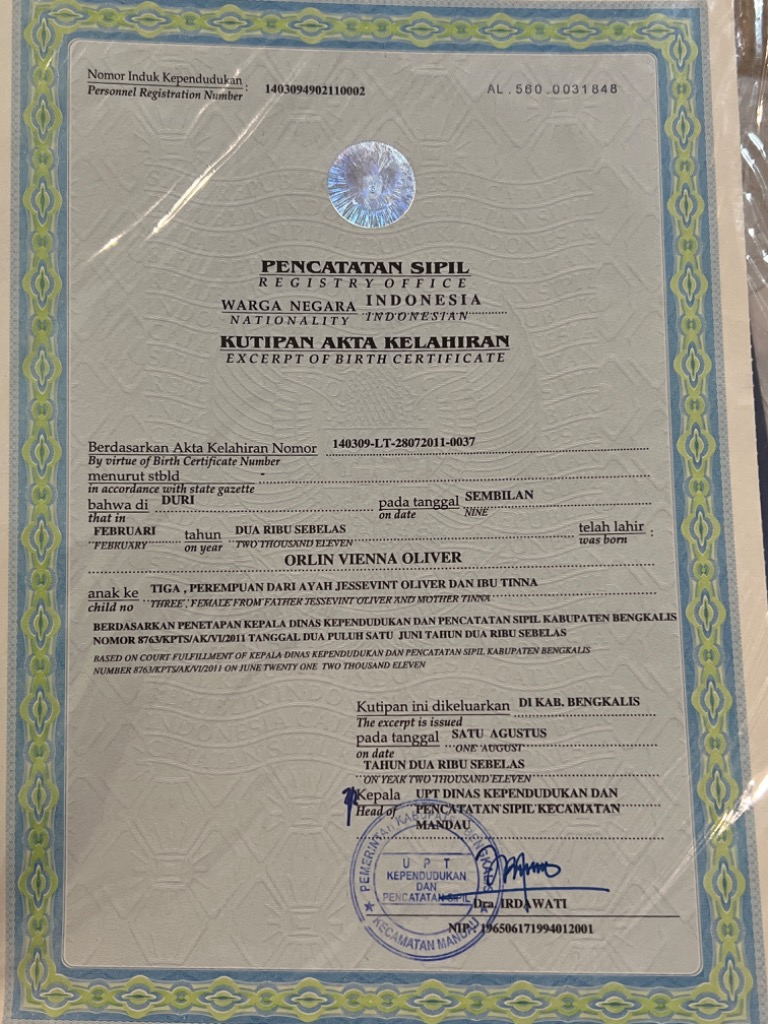 Nomor Induk Kependudukan : 1403094902110002
Personnel Registration Number
AL.560.0031848
PENCATATAN SIPIL
REGISTRY OFFICE
WARGA NEGARA INDONESIA
NATIONALITY INDONESIAN
KUTIPAN AKTA KELAHIRAN
EXCERPT OF BIRTH CERTIFICATE
Berdasarkan Akta Kelahiran Nomor 140309-LT-28072011-0037
By virtue of Birth Certificate Number
menurut stbld -
in accordance with state gazette
bahwa di DURI pada tanggal SEMBILAN
that in on date NINE
FEBRUARI tahun DUA RIBU SEBELAS telah lahir :
FEBRUARY on year TWO THOUSAND ELEVEN was born
ORLIN VIENNA OLIVER
anak ke TIGA , PEREMPUAN DARI AYAH JESSEVINT OLIVER DAN IBU TINNA
child no THREE , FEMALE FROM FATHER JESSEVINT OLIVER AND MOTHER TINNA
BERDASARKAN PENETAPAN KEPALA DINAS KEPENDUDUKAN DAN PENCATATAN SIPIL KABUPATEN BENGKALIS
NOMOR 8763/KPTS/AK/VI/2011 TANGGAL DUA PULUH SATU JUNI TAHUN DUA RIBU SEBELAS
BASED ON COURT FULFILLMENT OF KEPALA DINAS KEPENDUDUKAN DAN PENCATATAN SIPIL KABUPATEN BENGKALIS
NUMBER 8763/KPTS/AK/VI/2011 ON JUNE TWENTY ONE TWO THOUSAND ELEVEN
Kutipan ini dikeluarkan DI KAB. BENGKALIS
The excerpt is issued
pada tanggal SATU AGUSTUS
on date ONE AUGUST
TAHUN DUA RIBU SEBELAS
ON YEAR TWO THOUSAND ELEVEN
Kepala UPT DINAS KEPENDUDUKAN DAN
Head of PENCATATAN SIPIL KECAMATAN
MANDAU
PEMERINTAH KABUPATEN BENGKALIS
UPT
KEPENDUDUKAN
DAN
PENCATATAN SIPIL
KECAMATAN MANDAU
Dra. IRDAWATI
NIP. 196506171994012001